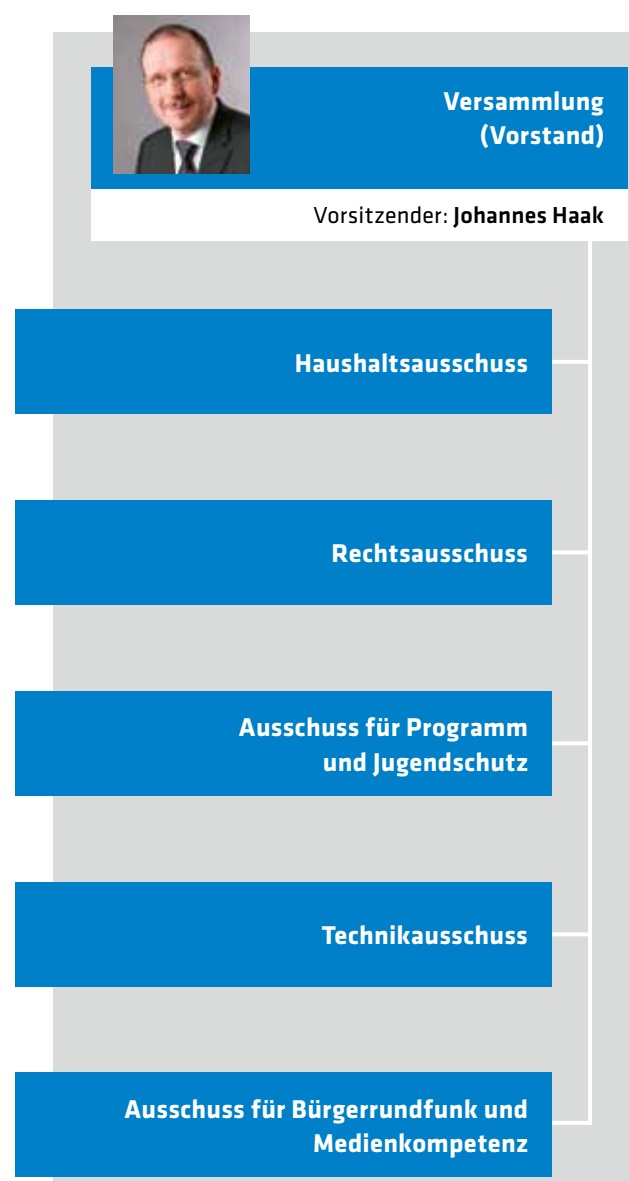 Versammlung
(Vorstand)
Vorsitzender: Johannes Haak
Haushaltsausschuss
Rechtsausschuss
Ausschuss für Programm
und Jugendschutz
Technikausschuss
Ausschuss für Bürgerrundfunk und
Medienkompetenz